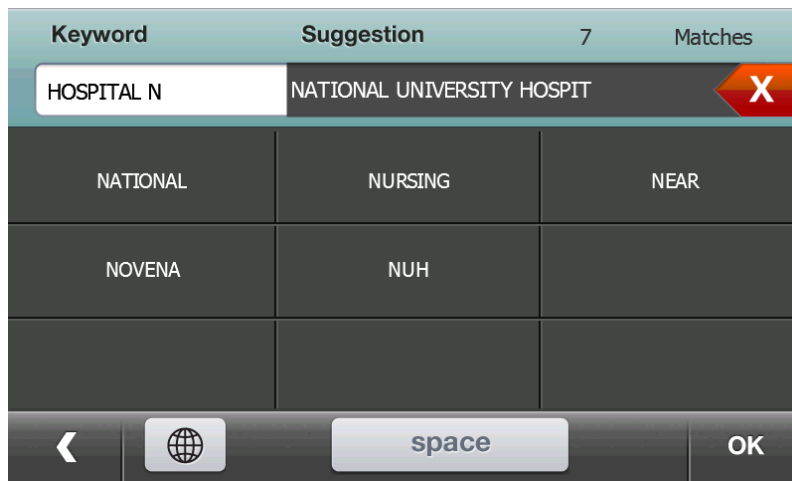 Keyword Suggestion 7 Matches
HOSPITAL N NATIONAL UNIVERSITY HOSPIT X
NATIONAL NURSING NEAR
NOVENA NUH
space OK